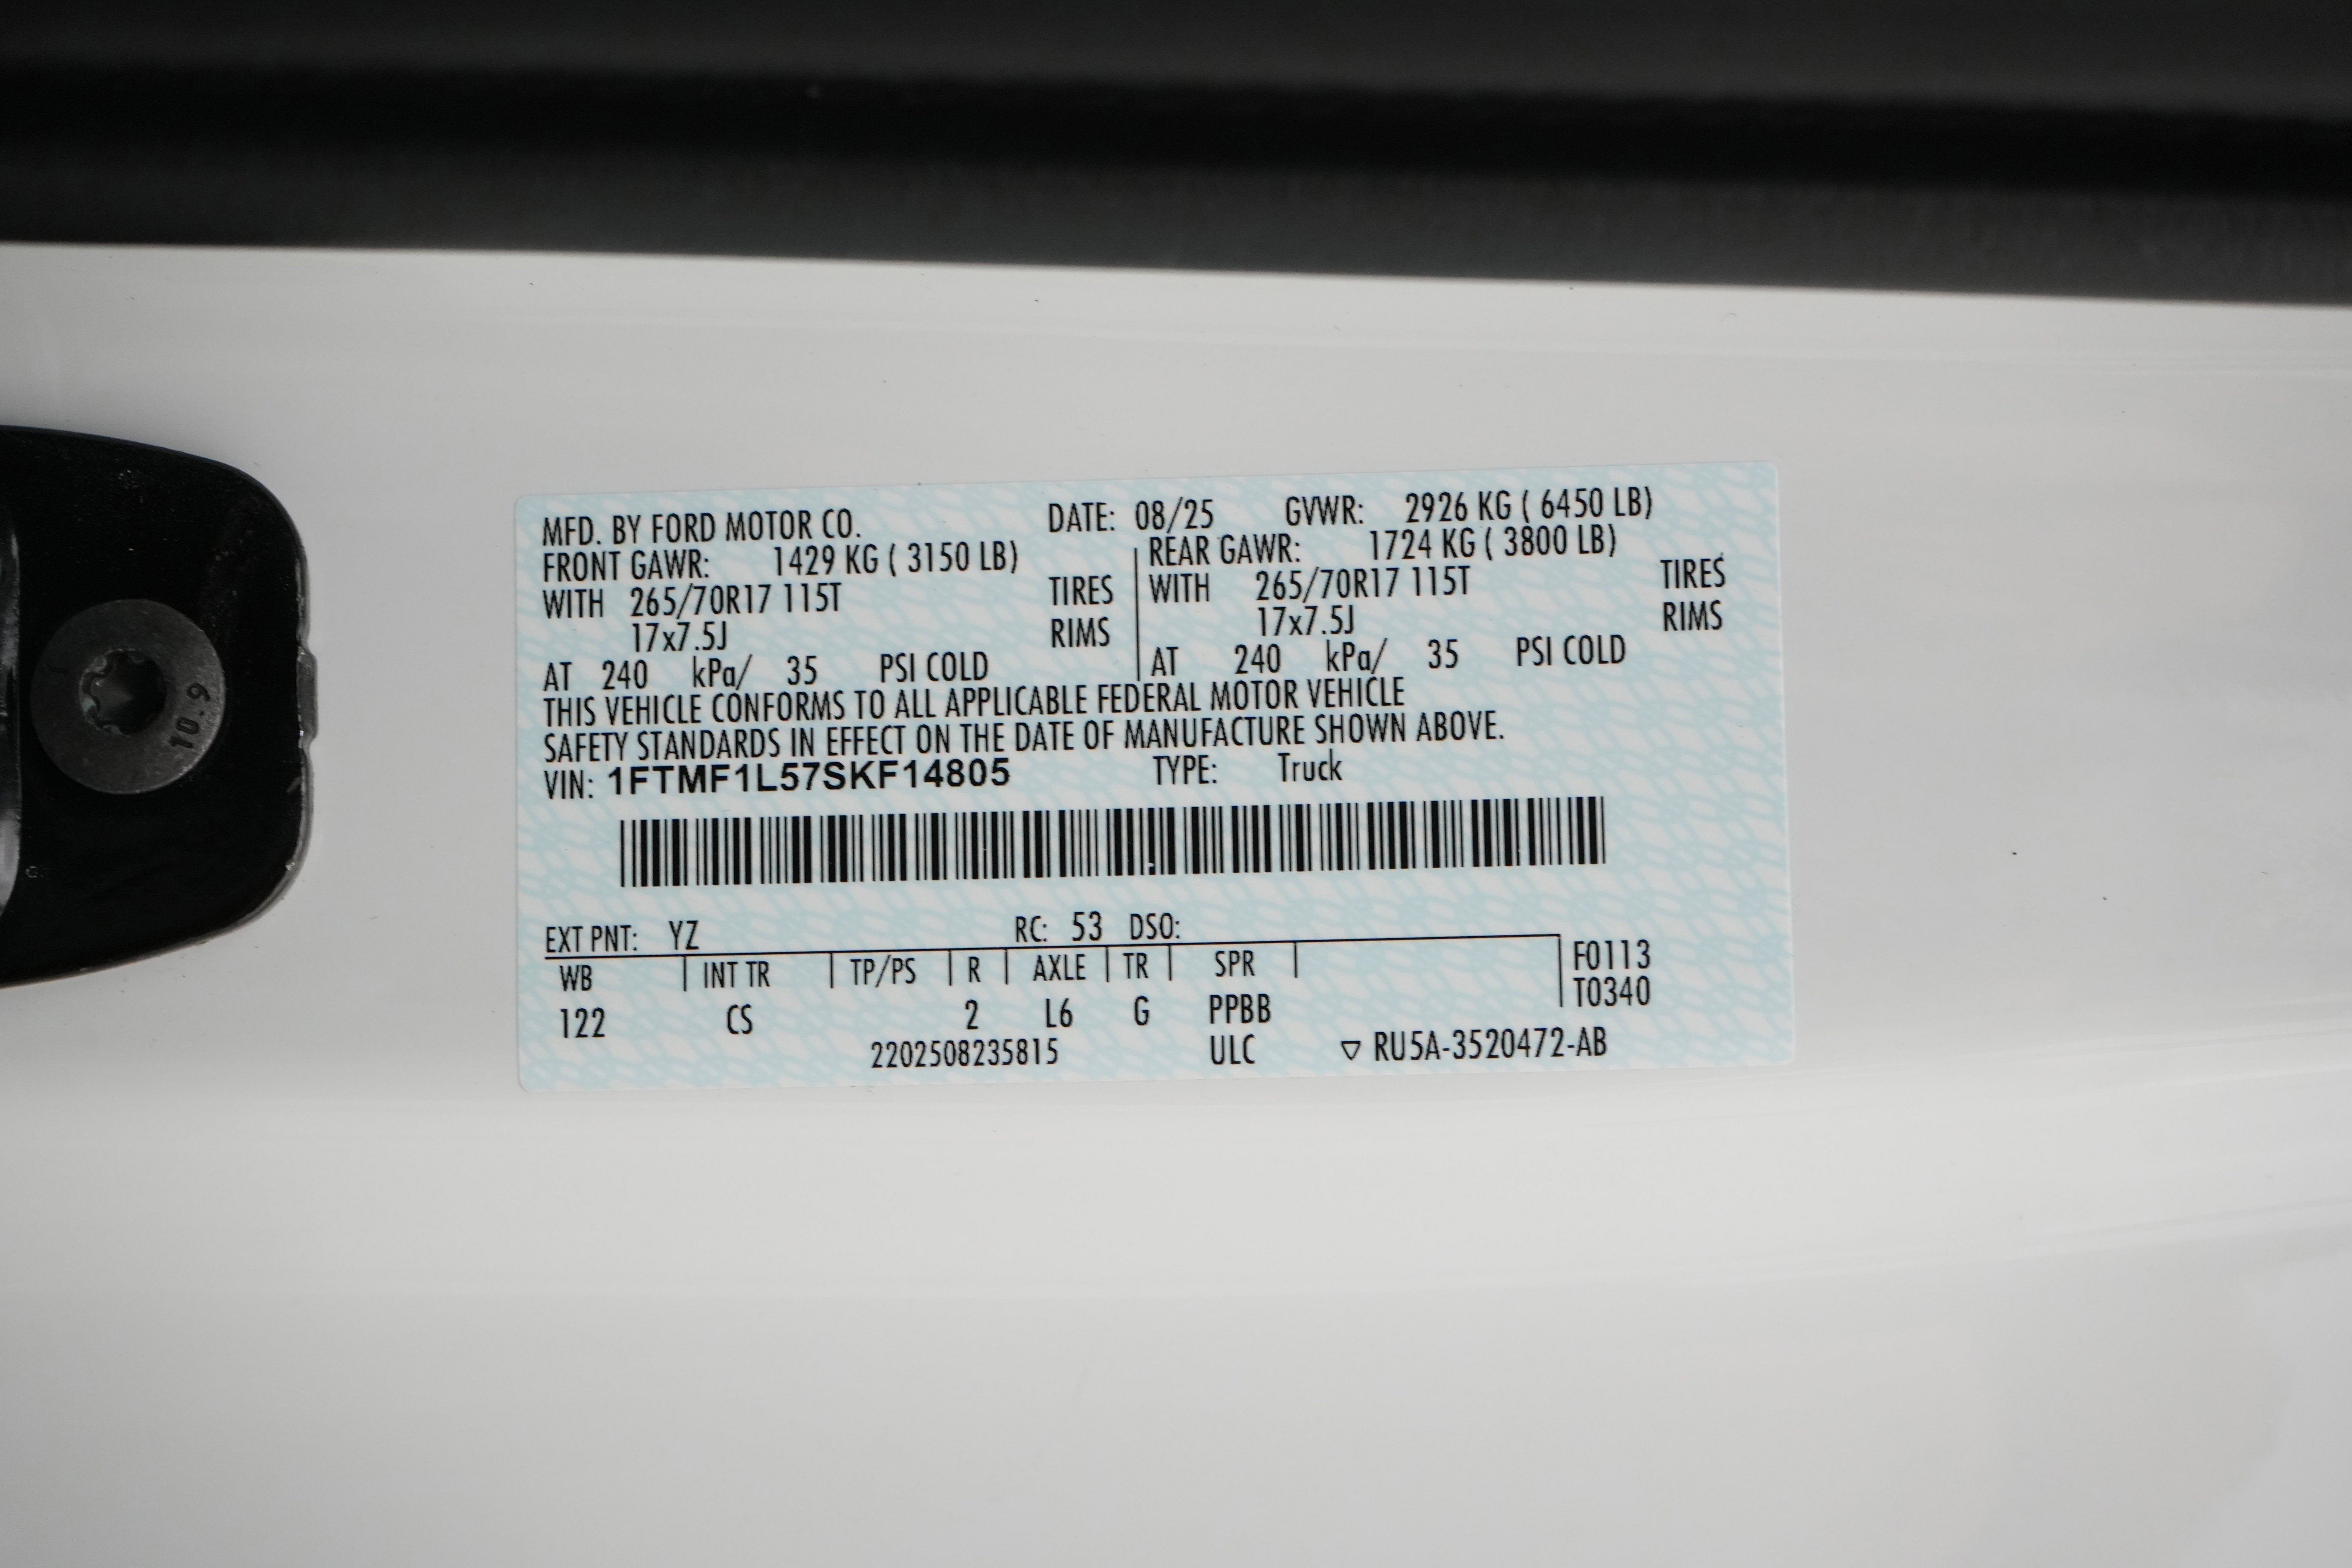 MFD. BY FORD MOTOR CO. DATE: 08/25 GVWR: 2926 KG ( 6450 LB)
FRONT GAWR: 1429 KG ( 3150 LB) REAR GAWR: 1724 KG ( 3800 LB)
WITH 265/70R17 115T TIRES WITH 265/70R17 115T TIRES
17x7.5J RIMS 17x7.5J RIMS
AT 240 kPa/ 35 PSI COLD AT 240 kPa/ 35 PSI COLD
THIS VEHICLE CONFORMS TO ALL APPLICABLE FEDERAL MOTOR VEHICLE
SAFETY STANDARDS IN EFFECT ON THE DATE OF MANUFACTURE SHOWN ABOVE.
VIN: 1FTMF1L57SKF14805 TYPE: Truck
EXT PNT: YZ RC: 53 DSO:
WB INT TR TP/PS R AXLE TR SPR F0113
T0340
122 CS 2 L6 G PPBB
2202508235815 ULC ▽ RU5A-3520472-AB
10.9